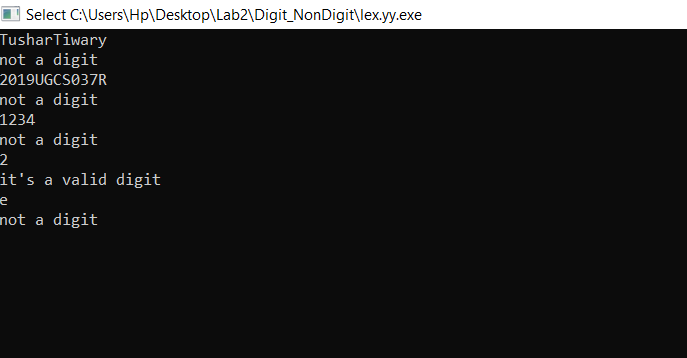 Select C:\Users\Hp\Desktop\Lab2\Digit_NonDigit\lex.yy.exe
TusharTiwary
not a digit
2019UGCS037R
not a digit
1234
not a digit
2
it's a valid digit
e
not a digit